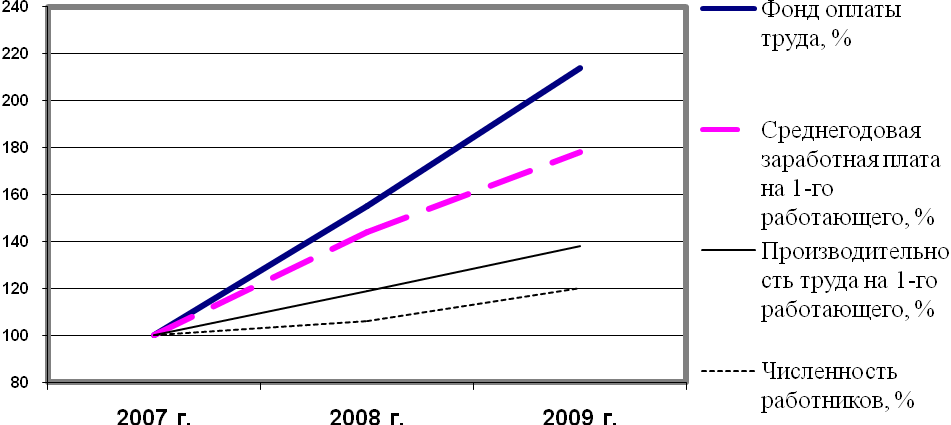 240
220
200
180
160
140
120
100
80
2007 г.
2008 г.
2009 г.
Фонд оплаты
труда, %
Среднегодовая
заработная плата
на 1-го
работающего, %
Производительно
сть труда на 1-го
работающего, %
Численность
работников, %